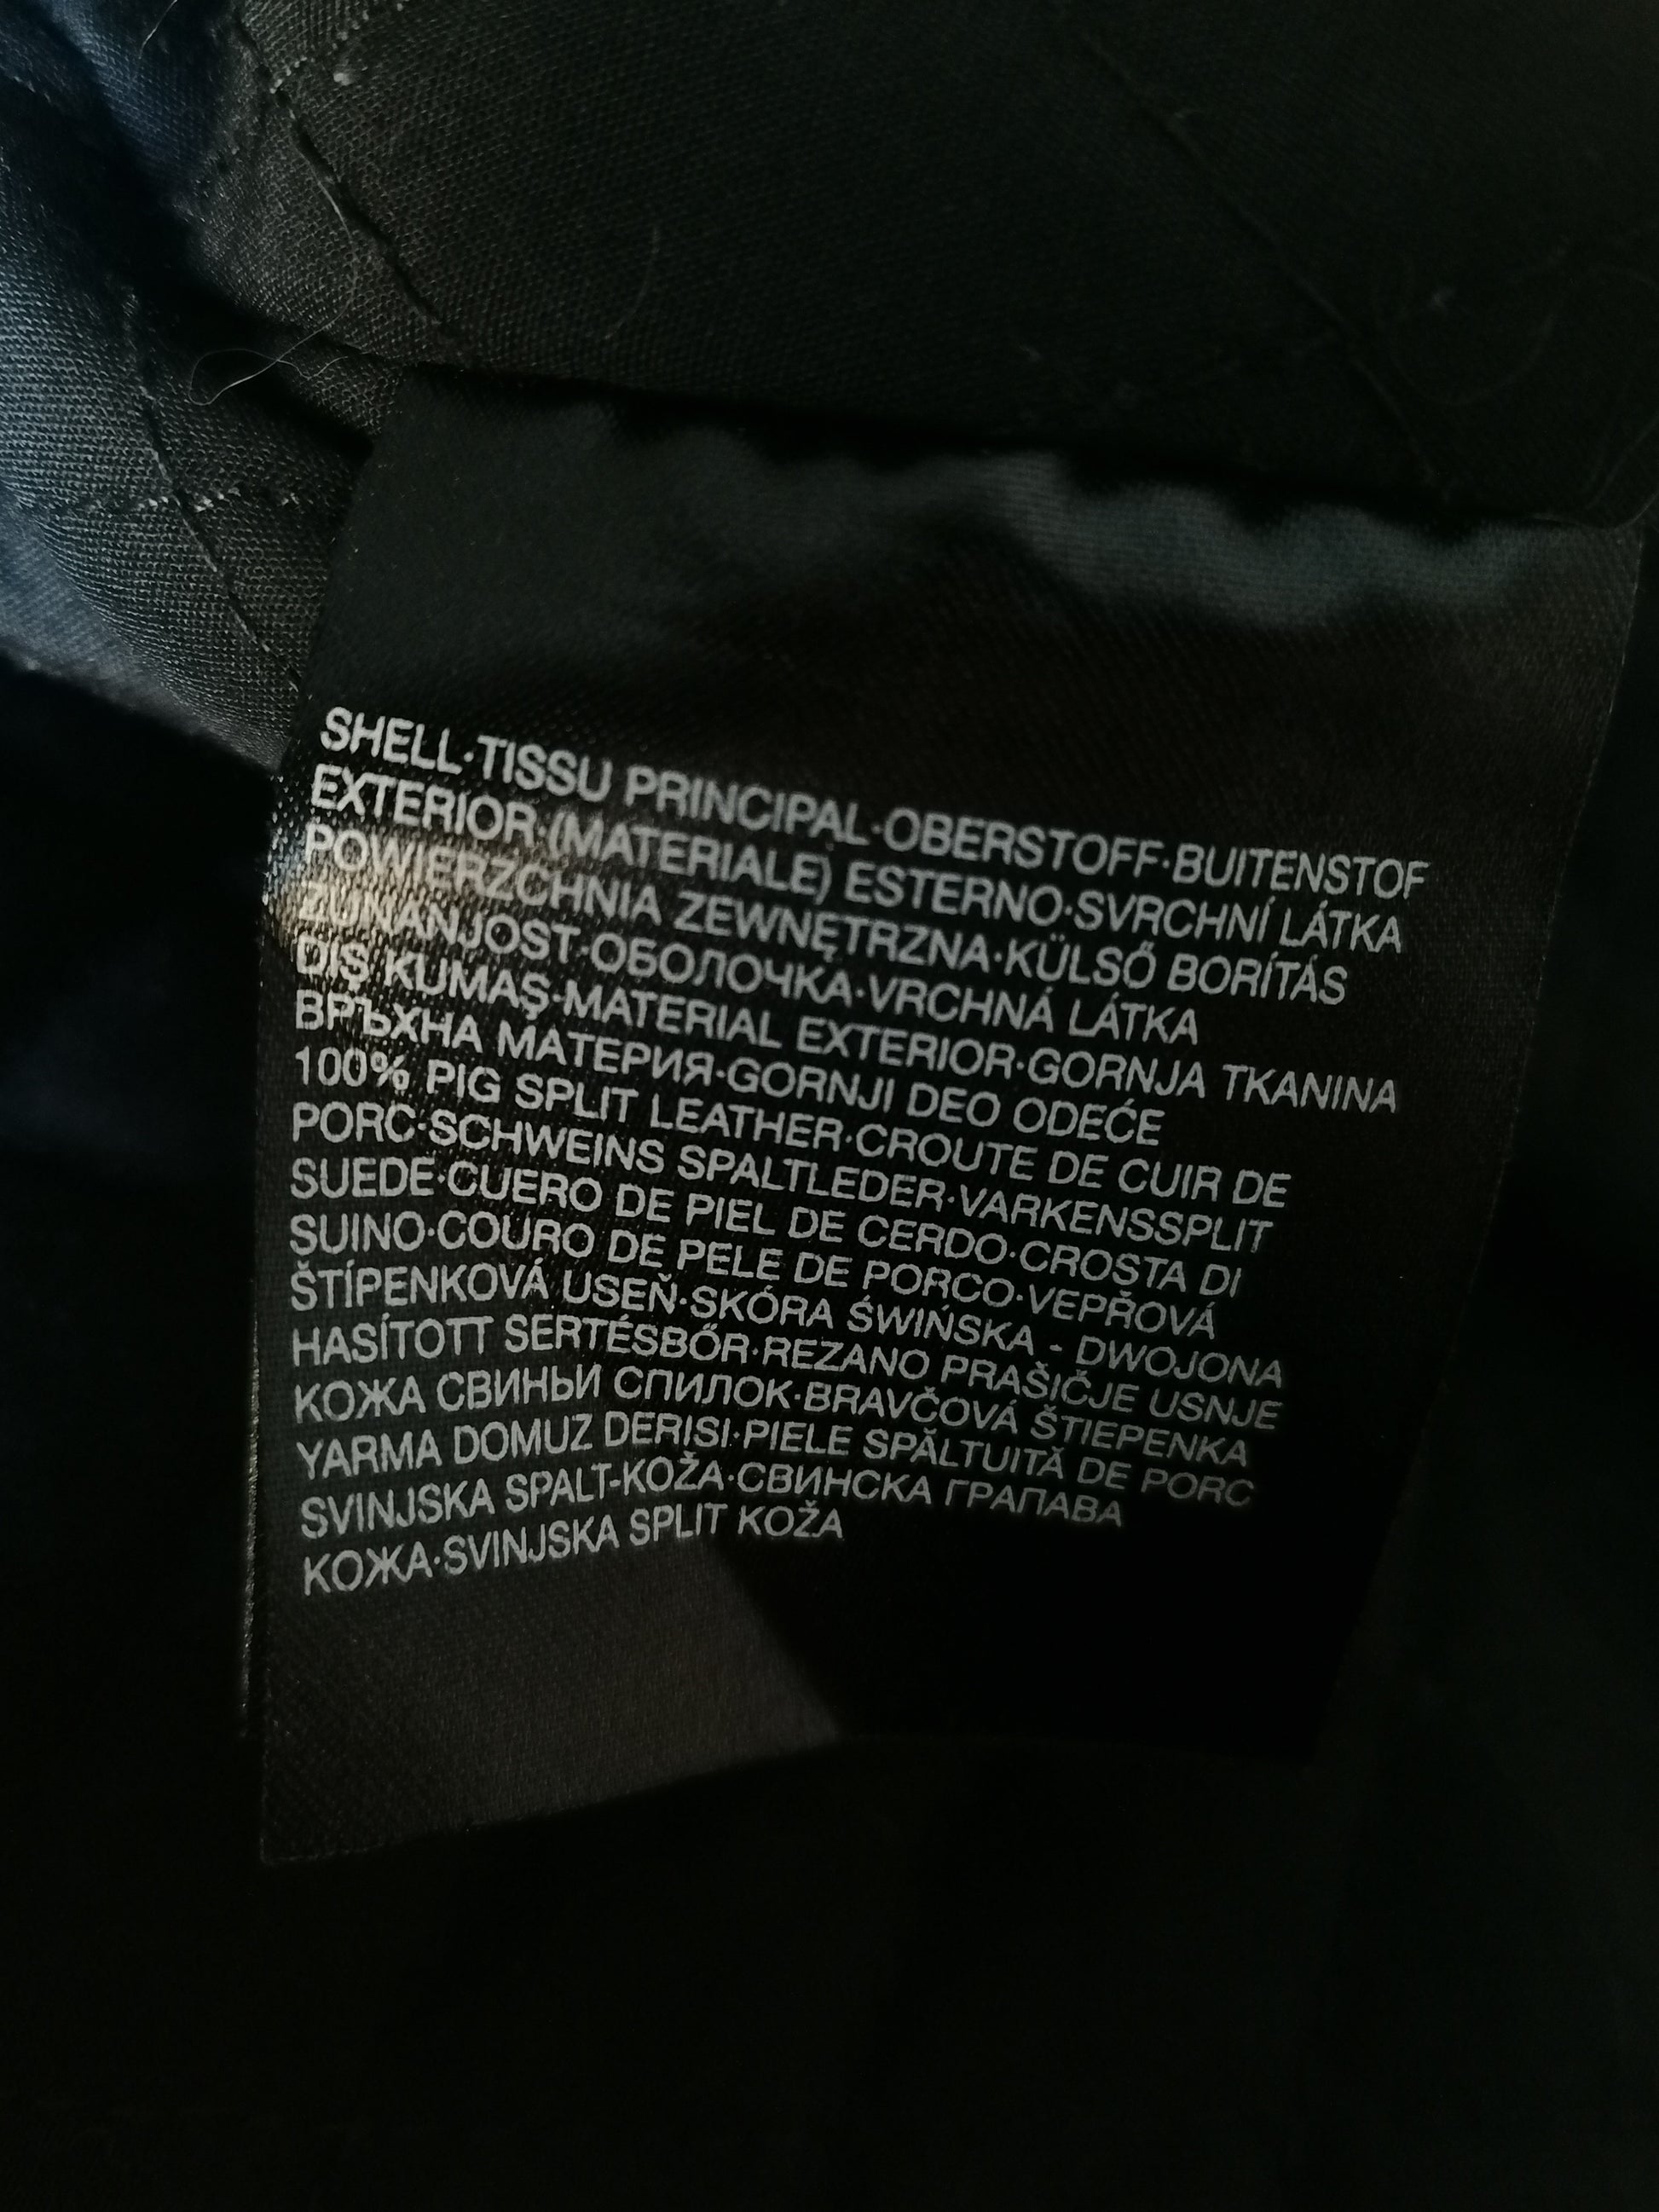 SHELL·TISSU PRINCIPAL·OBERSTOFF·BUITENSTOF
EXTERIOR·(MATERIALE) ESTERNO·SVRCHNÍ LÁTKA
POWIERZCHNIA ZEWNĘTRZNA·KÜLSŐ BORÍTÁS
ZUNANJOST·ОБОЛОЧКА·VRCHNÁ LÁTKA
DIŞ KUMAŞ·MATERIAL EXTERIOR·GORNJA TKANINA
ВРЪХНА МАТЕРИЯ·GORNJI DEO ODEĆE
100% PIG SPLIT LEATHER·CROUTE DE CUIR DE
PORC·SCHWEINS SPALTLEDER·VARKENSSPLIT
SUEDE·CUERO DE PIEL DE CERDO·CROSTA DI
SUINO·COURO DE PELE DE PORCO·VEPŘOVÁ
ŠTÍPENKOVÁ USEŇ·SKÓRA ŚWIŃSKA - DWOJONA
HASÍTOTT SERTÉSBŐR·REZANO PRAŠIČJE USNJE
КОЖА СВИНЬИ СПИЛОК·BRAVČOVÁ ŠTIEPENKA
YARMA DOMUZ DERISI·PIELE SPĂLTUITĂ DE PORC
SVINJSKA SPALT-KOŽA·СВИНСКА ГРАПАВА
КОЖА·SVINJSKA SPLIT KOŽA